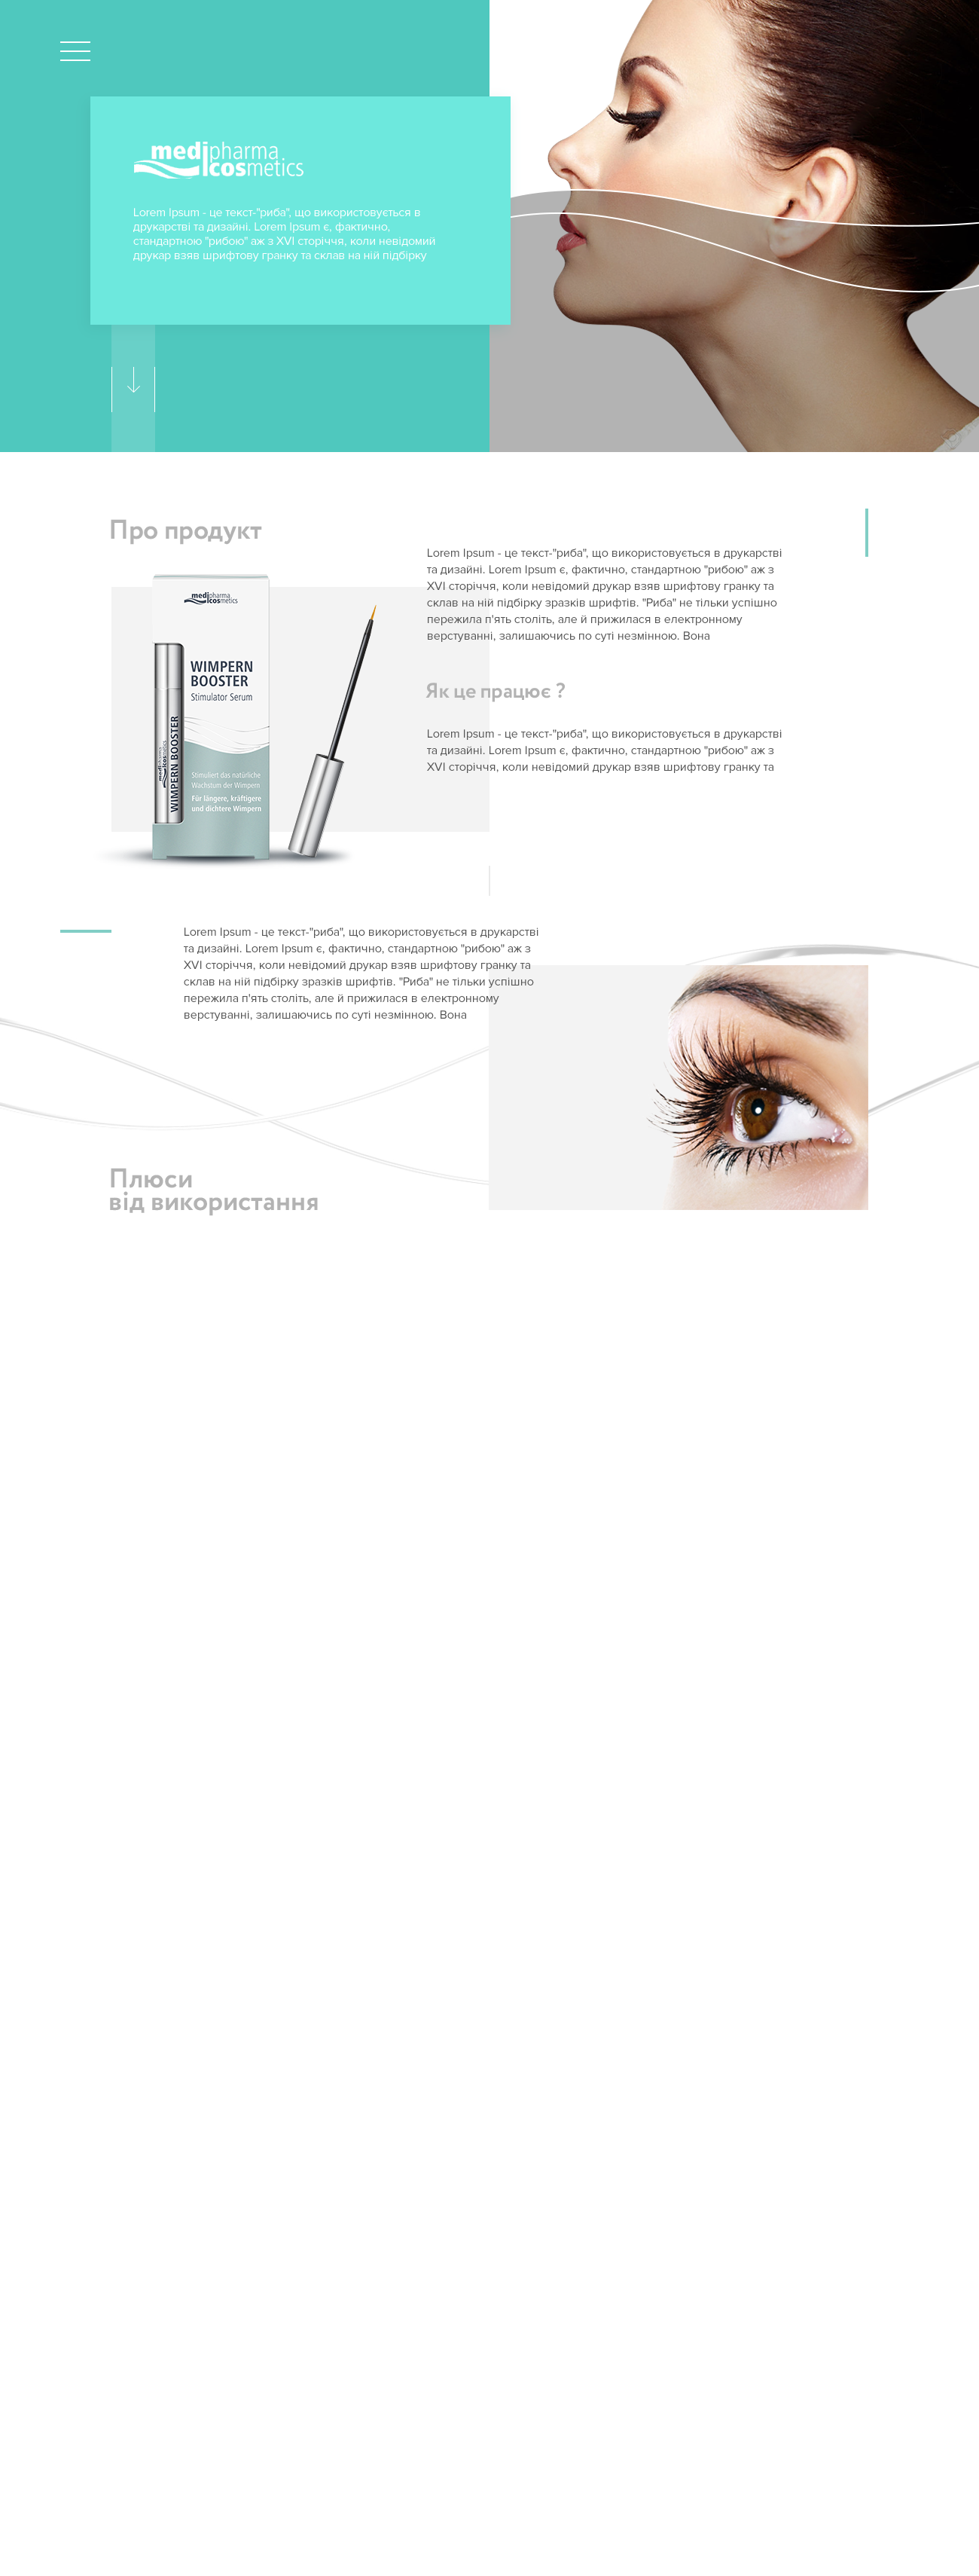 medipharma
cosmetics
Lorem Ipsum - це текст-"риба", що використовується в
друкарстві та дизайні. Lorem Ipsum є, фактично,
стандартною "рибою" аж з XVI сторіччя, коли невідомий
друкар взяв шрифтову гранку та склав на ній підбірку
Про продукт
Lorem Ipsum - це текст-"риба", що використовується в друкарстві
та дизайні. Lorem Ipsum є, фактично, стандартною "рибою" аж з
XVI сторіччя, коли невідомий друкар взяв шрифтову гранку та
склав на ній підбірку зразків шрифтів. "Риба" не тільки успішно
пережила п'ять століть, але й прижилася в електронному
верстуванні, залишаючись по суті незмінною. Вона
medipharma
cosmetics
WIMPERN
BOOSTER
Stimulator Serum
medipharma
cosmetics
WIMPERN BOOSTER
Stimuliert das natürliche
Wachstum der Wimpern
Für längere, kräftigere
und dichtere Wimpern
Як це працює ?
Lorem Ipsum - це текст-"риба", що використовується в друкарстві
та дизайні. Lorem Ipsum є, фактично, стандартною "рибою" аж з
XVI сторіччя, коли невідомий друкар взяв шрифтову гранку та
Lorem Ipsum - це текст-"риба", що використовується в друкарстві
та дизайні. Lorem Ipsum є, фактично, стандартною "рибою" аж з
XVI сторіччя, коли невідомий друкар взяв шрифтову гранку та
склав на ній підбірку зразків шрифтів. "Риба" не тільки успішно
пережила п'ять століть, але й прижилася в електронному
верстуванні, залишаючись по суті незмінною. Вона
Плюси
від використання